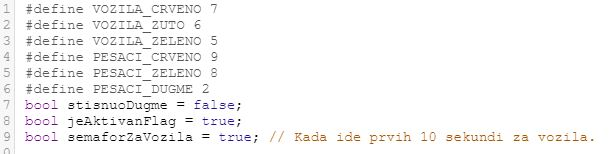 1 #define VOZILA_CRVENO 7
2 #define VOZILA_ZUTO 6
3 #define VOZILA_ZELENO 5
4 #define PESACI_CRVENO 9
5 #define PESACI_ZELENO 8
6 #define PESACI_DUGME 2
7 bool stisnuoDugme = false;
8 bool jeAktivanFlag = true;
9 bool semaforZaVozila = true; // Kada ide prvih 10 sekundi za vozila.